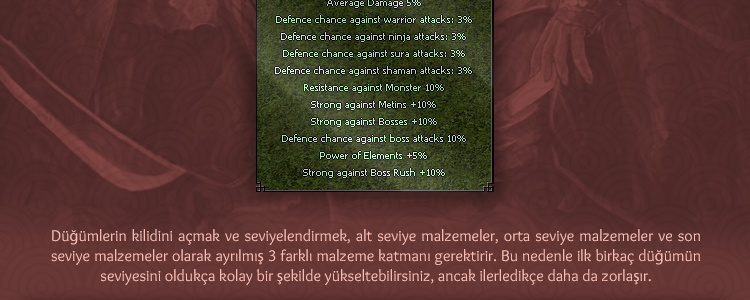 Average Damage 5%
Defence chance against warrior attacks: 3%
Defence chance against ninja attacks: 3%
Defence chance against sura attacks: 3%
Defence chance against shaman attacks: 3%
Resistance against Monster 10%
Strong against Metins +10%
Strong against Bosses +10%
Defence chance against boss attacks 10%
Power of Elements +5%
Strong against Boss Rush +10%
Düğümlerin kilidini açmak ve seviyelendirmek, alt seviye malzemeler, orta seviye malzemeler ve son
seviye malzemeler olarak ayrılmış 3 farklı malzeme katmanı gerektirir. Bu nedenle ilk birkaç düğümün
seviyesini oldukça kolay bir şekilde yükseltebilirsiniz, ancak ilerledikçe daha da zorlaşır.